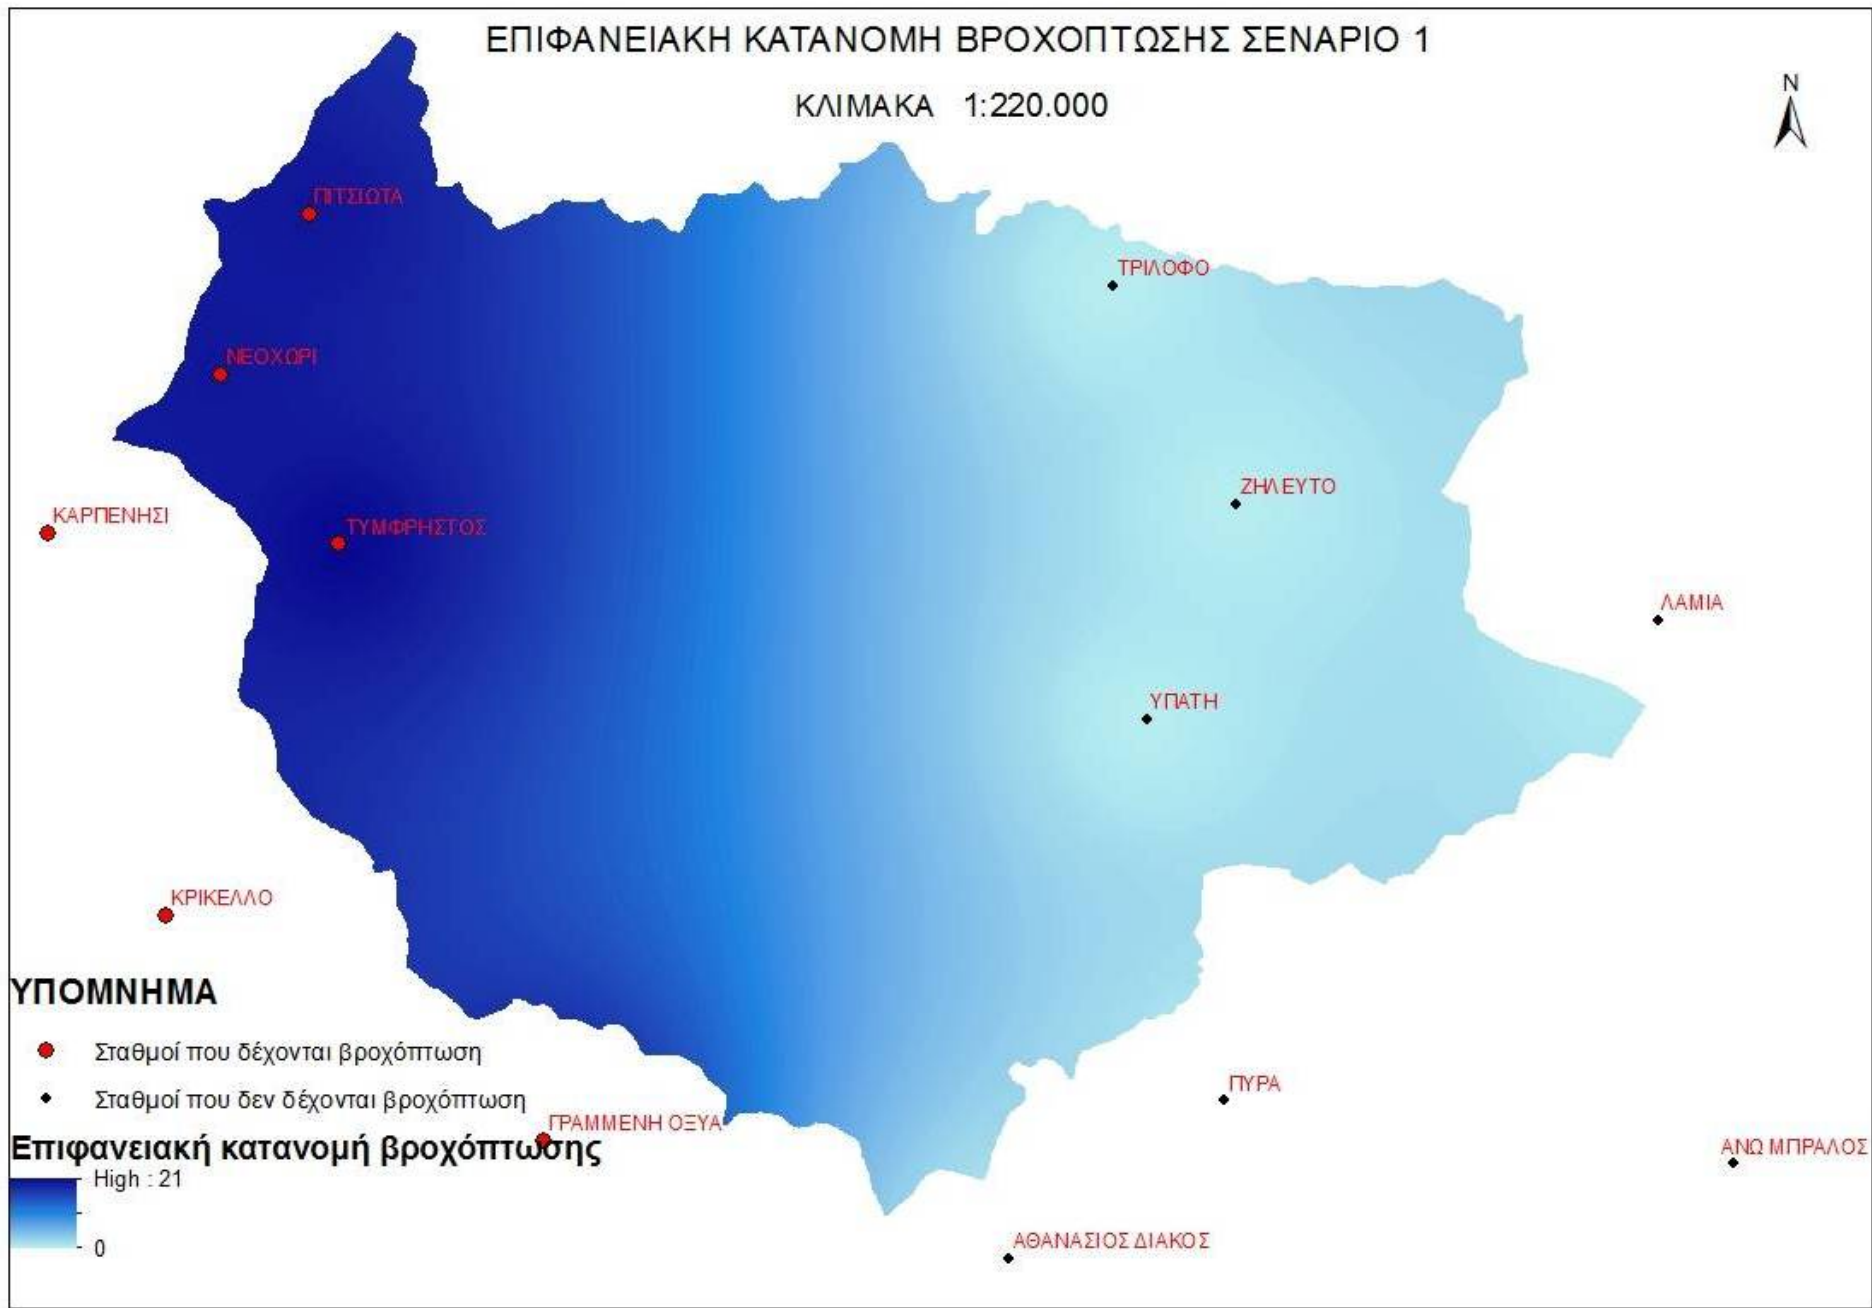 ΕΠΙΦΑΝΕΙΑΚΗ ΚΑΤΑΝΟΜΗ ΒΡΟΧΟΠΤΩΣΗΣ ΣΕΝΑΡΙΟ 1
ΚΛΙΜΑΚΑ 1:220.000
N
ΠΙΤΣΙΩΤΑ
ΤΡΙΛΟΦΟ
ΝΕΟΧΩΡΙ
ΖΗΛΕΥΤΟ
ΚΑΡΠΕΝΗΣΙ
ΤΥΜΦΡΗΣΤΟΣ
ΛΑΜΙΑ
ΥΠΑΤΗ
ΚΡΙΚΕΛΛΟ
ΥΠΟΜΝΗΜΑ
Σταθμοί που δέχονται βροχόπτωση
Σταθμοί που δεν δέχονται βροχόπτωση
ΠΥΡΑ
ΓΡΑΜΜΕΝΗ ΟΞΥΑ
Επιφανειακή κατανομή βροχόπτωσης
ΑΝΩ ΜΠΡΑΛΟΣ
High : 21
0
ΑΘΑΝΑΣΙΟΣ ΔΙΑΚΟΣ